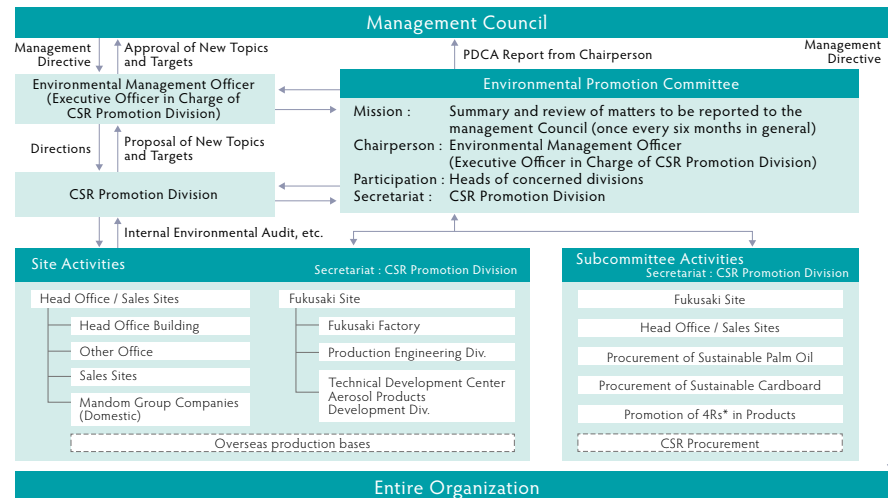 Management Council
Management
Directive
Approval of New Topics
and Targets
PDCA Report from Chairperson
Management
Directive
Environmental Management Officer
(Executive Officer in Charge of
CSR Promotion Division)
Environmental Promotion Committee
Mission : Summary and review of matters to be reported to the
management Council (once every six months in general)
Chairperson : Environmental Management Officer
(Executive Officer in Charge of CSR Promotion Division)
Participation : Heads of concerned divisions
Secretariat : CSR Promotion Division
Directions
Proposal of New Topics
and Targets
CSR Promotion Division
Internal Environmental Audit, etc.
Site Activities
Secretariat : CSR Promotion Division
Head Office / Sales Sites
Head Office Building
Other Office
Sales Sites
Mandom Group Companies
(Domestic)
Fukusaki Site
Fukusaki Factory
Production Engineering Div.
Technical Development Center
Aerosol Products
Development Div.
Overseas production bases
Subcommittee Activities
Secretariat : CSR Promotion Division
Fukusaki Site
Head Office / Sales Sites
Procurement of Sustainable Palm Oil
Procurement of Sustainable Cardboard
Promotion of 4Rs* in Products
CSR Procurement
Entire Organization